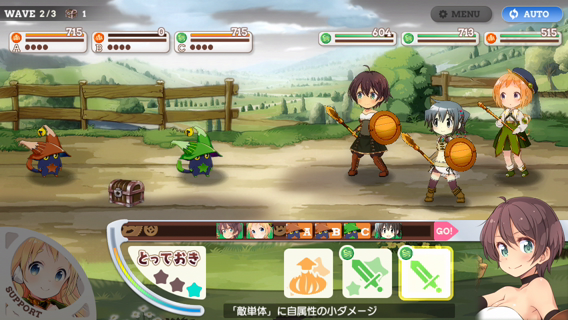 WAVE 2/3 1
MENU
AUTO
715
A
0
B
715
C
604
713
515
A
B
C
GO!
とっておき
SUPPORT
「敵単体」に自属性の小ダメージ